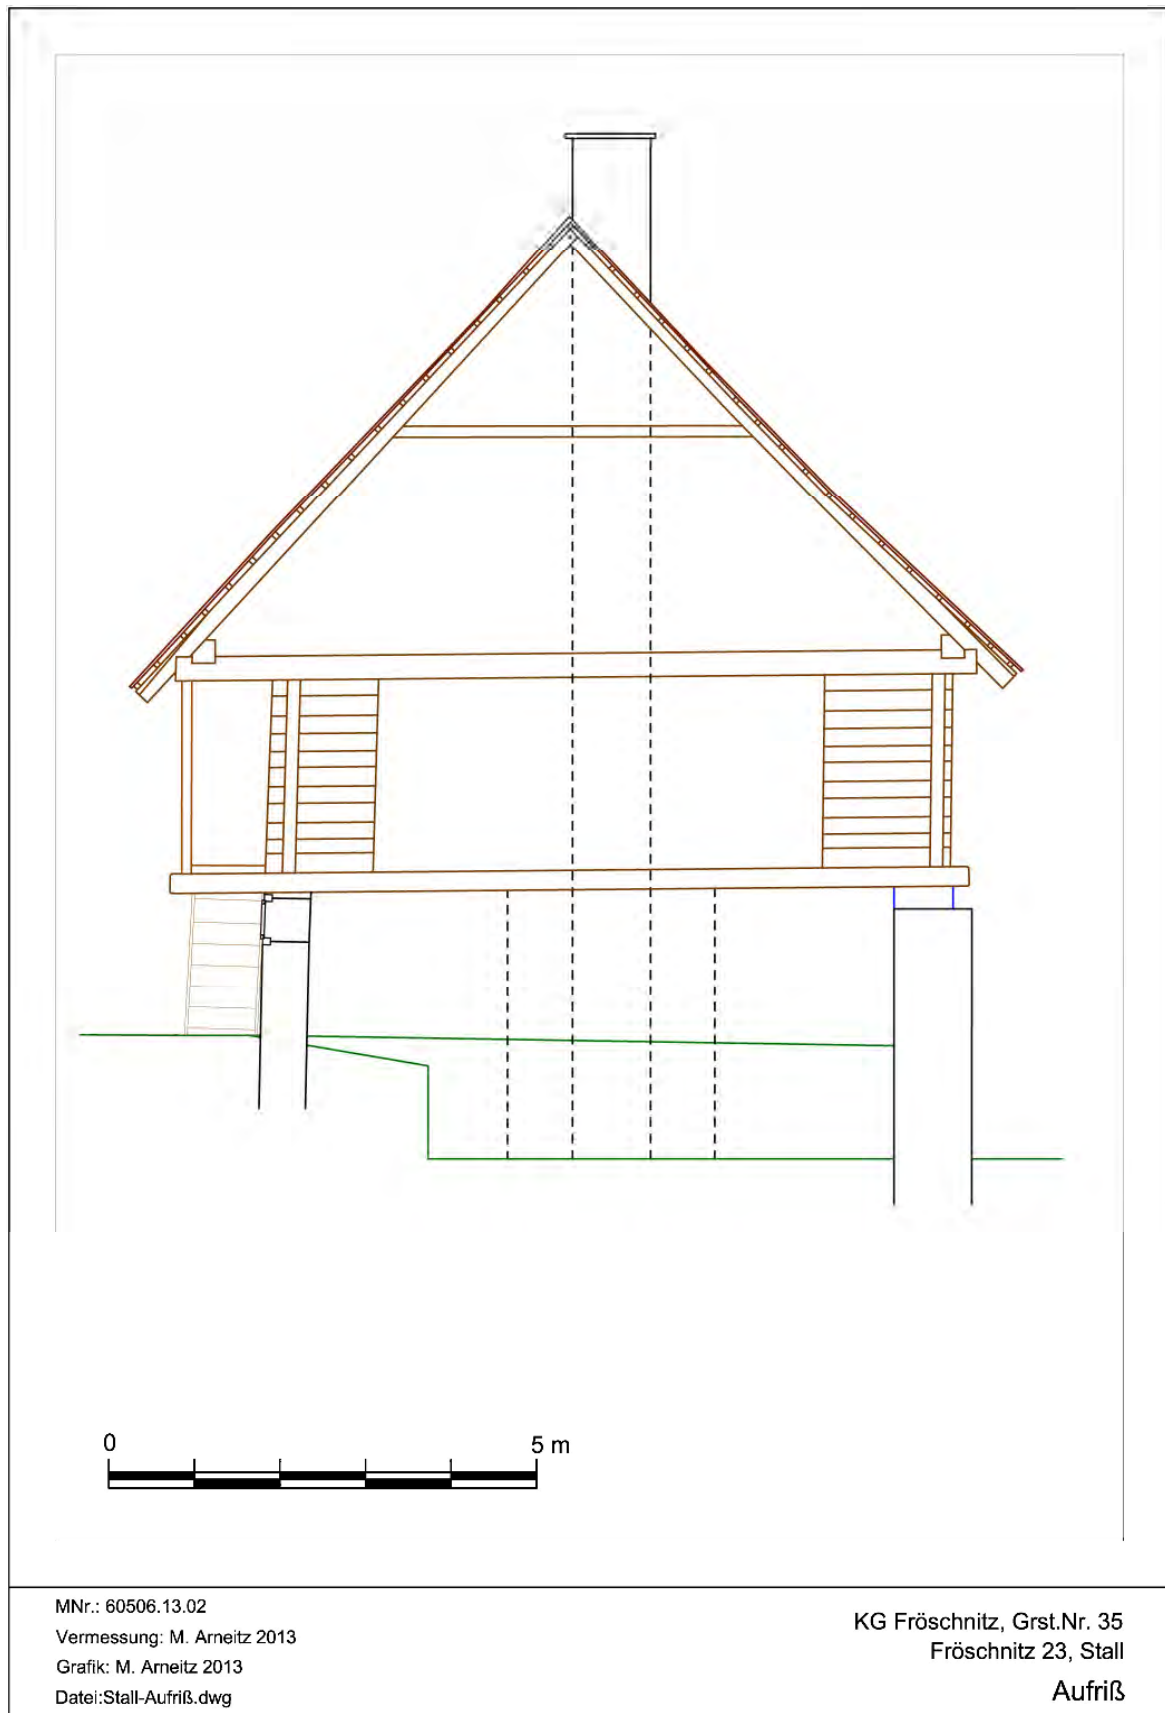 0
5 m
MNr.: 60506.13.02
Vermessung: M. Arneitz 2013
Grafik: M. Arneitz 2013
Datei:Stall-Aufriß.dwg
KG Fröschnitz, Grst.Nr. 35
Fröschnitz 23, Stall
Aufriß